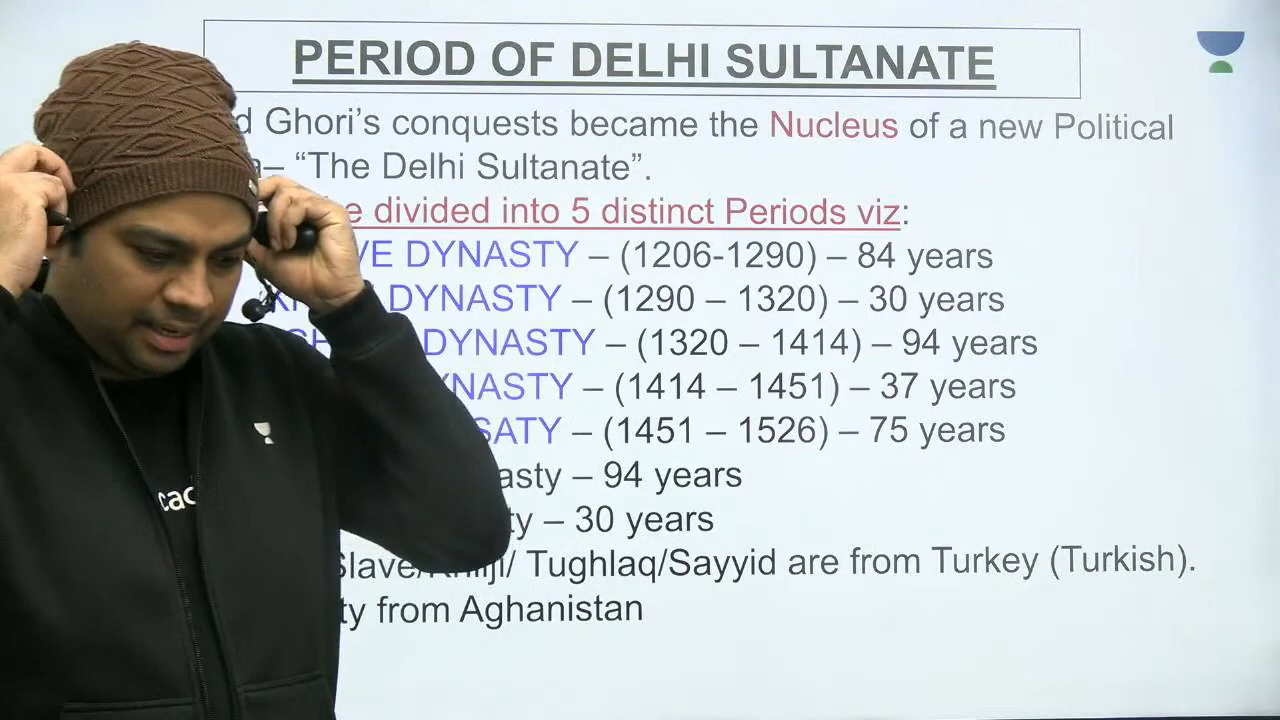 PERIOD OF DELHI SULTANATE
d Ghori's conquests became the Nucleus of a new Political
a– “The Delhi Sultanate”.
e divided into 5 distinct Periods viz:
VE DYNASTY – (1206-1290) – 84 years
DYNASTY – (1290 – 1320) – 30 years
DYNASTY – (1320 – 1414) – 94 years
YNASTY – (1414 – 1451) – 37 years
SATY – (1451 – 1526) – 75 years
asty – 94 years
ty – 30 years
Slave/Khilji/ Tughlaq/Sayyid are from Turkey (Turkish).
ty from Aghanistan
cad